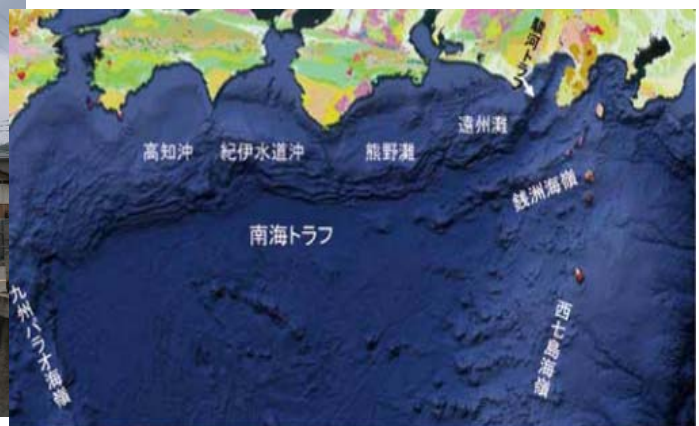 駿河トラフ
遠州灘
高知沖
紀伊水道沖
熊野灘
銭洲海嶺
南海トラフ
九州パラオ海嶺
西七島海嶺